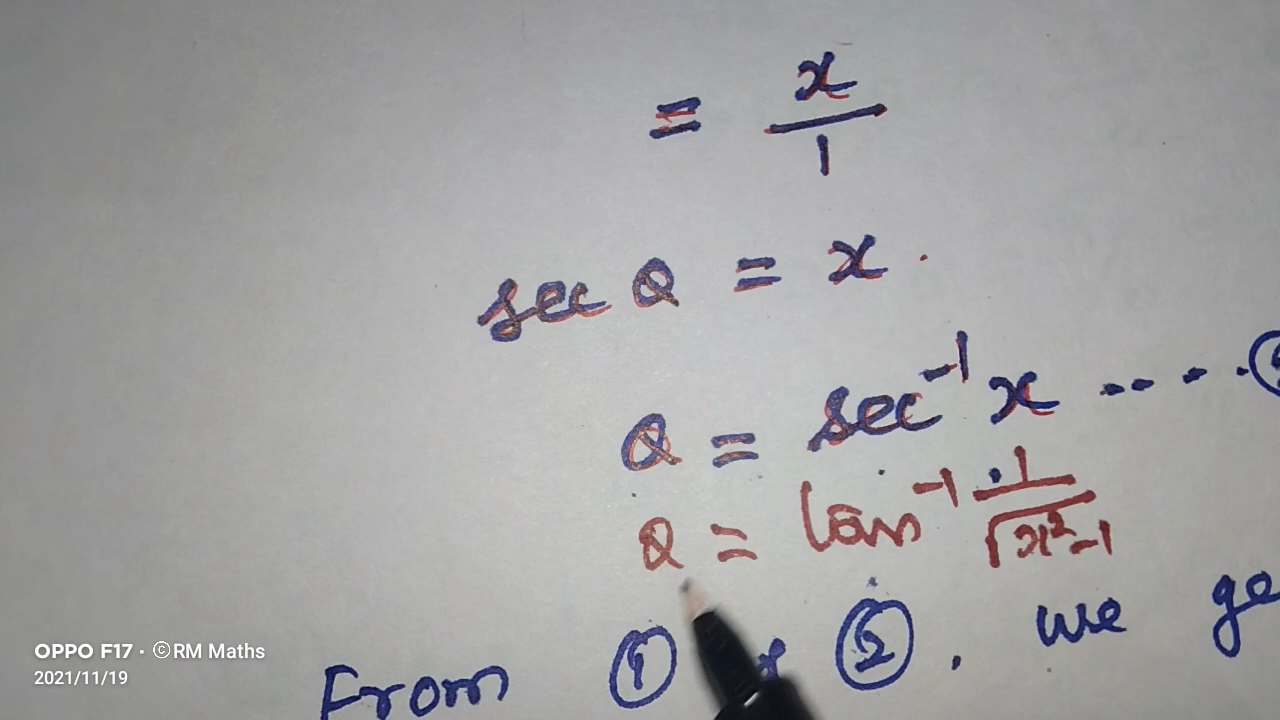 = x/1
sec Q = x.
Q = sec⁻¹ x ---.
Q = tan⁻¹ 1/√x²-1
From ① & ②, we ge
OPPO F17 · ©RM Maths
2021/11/19